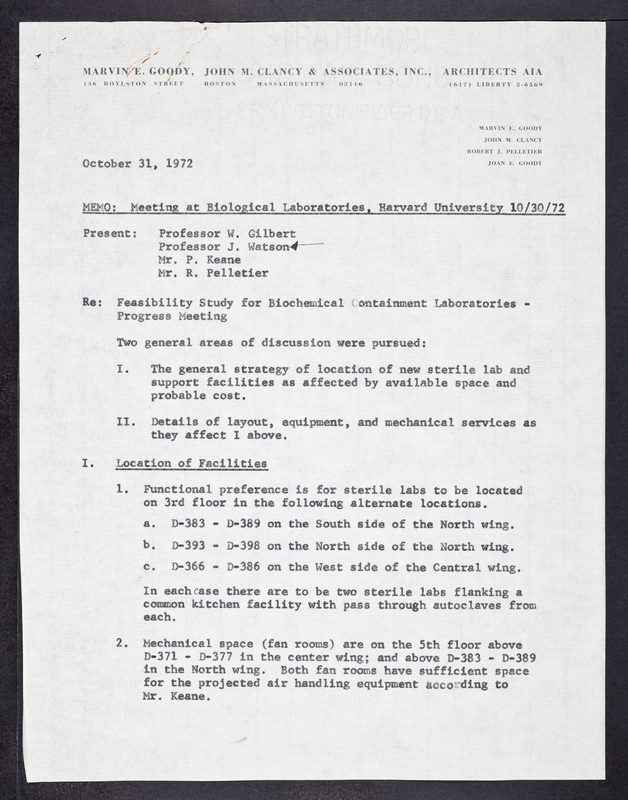 MARVIN E. GOODY, JOHN M. CLANCY & ASSOCIATES, INC., ARCHITECTS AIA
136 BOYLSTON STREET BOSTON MASSACHUSETTS 02116 (617) LIBERTY 2-6569
MARVIN E. GOODY
JOHN M. CLANCY
ROBERT J. PELLETIER
JOAN E. GOODY
October 31, 1972
MEMO: Meeting at Biological Laboratories, Harvard University 10/30/72
Present: Professor W. Gilbert
Professor J. Watson
Mr. P. Keane
Mr. R. Pelletier
Re: Feasibility Study for Biochemical Containment Laboratories -
Progress Meeting
Two general areas of discussion were pursued:
I. The general strategy of location of new sterile lab and
support facilities as affected by available space and
probable cost.
II. Details of layout, equipment, and mechanical services as
they affect I above.
I. Location of Facilities
1. Functional preference is for sterile labs to be located
on 3rd floor in the following alternate locations.
a. D-383 - D-389 on the South side of the North wing.
b. D-393 - D-398 on the North side of the North wing.
c. D-366 - D-386 on the West side of the Central wing.
In each case there are to be two sterile labs flanking a
common kitchen facility with pass through autoclaves from
each.
2. Mechanical space (fan rooms) are on the 5th floor above
D-371 - D-377 in the center wing; and above D-383 - D-389
in the North wing. Both fan rooms have sufficient space
for the projected air handling equipment according to
Mr. Keane.